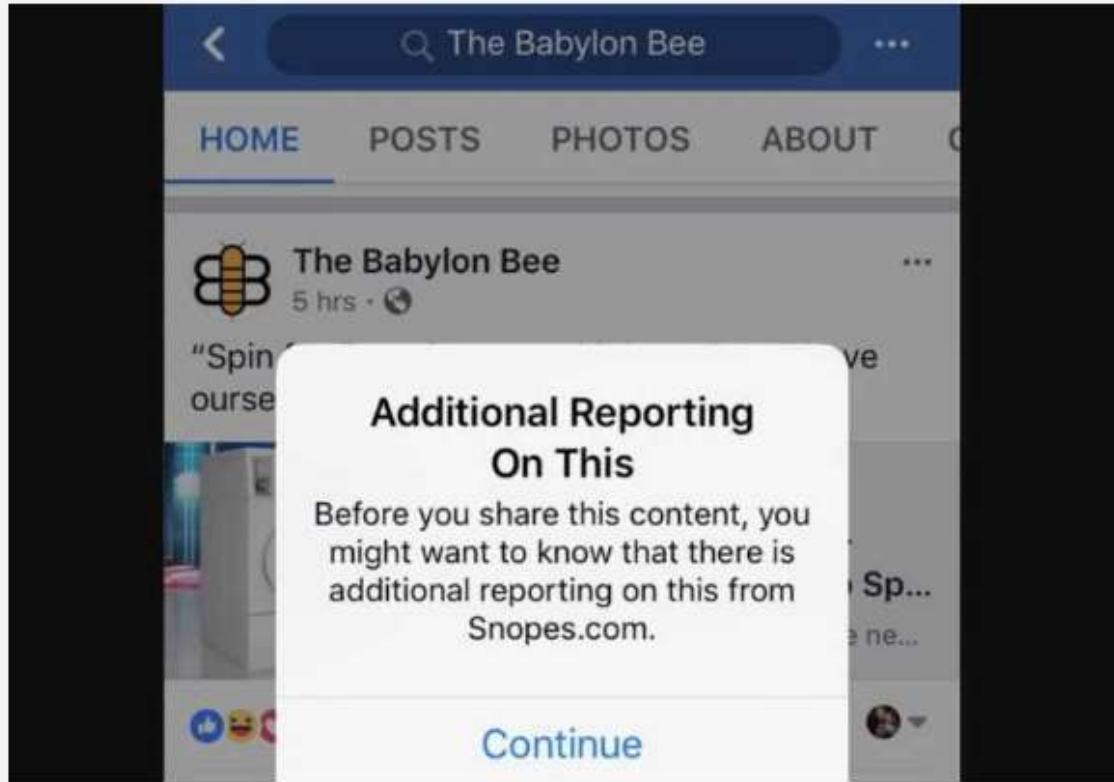 The Babylon Bee
HOME POSTS PHOTOS ABOUT
The Babylon Bee
5 hrs
"Spin ve
ourse
Additional Reporting
On This
Before you share this content, you
might want to know that there is
additional reporting on this from
Snopes.com.
Sp...
ne...
Continue